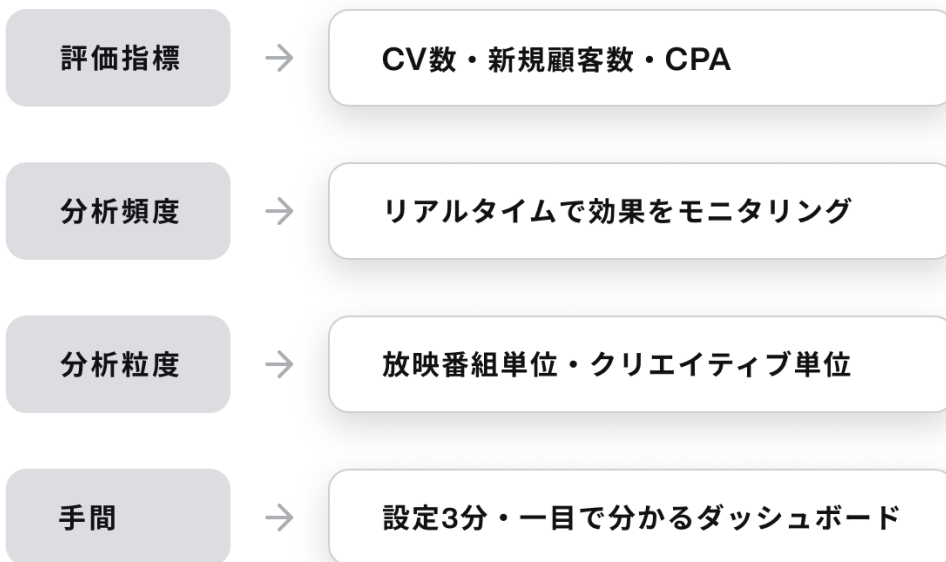 評価指標
CV数・新規顧客数・CPA
分析頻度
リアルタイムで効果をモニタリング
分析粒度
放映番組単位・クリエイティブ単位
手間
設定3分・一目で分かるダッシュボード